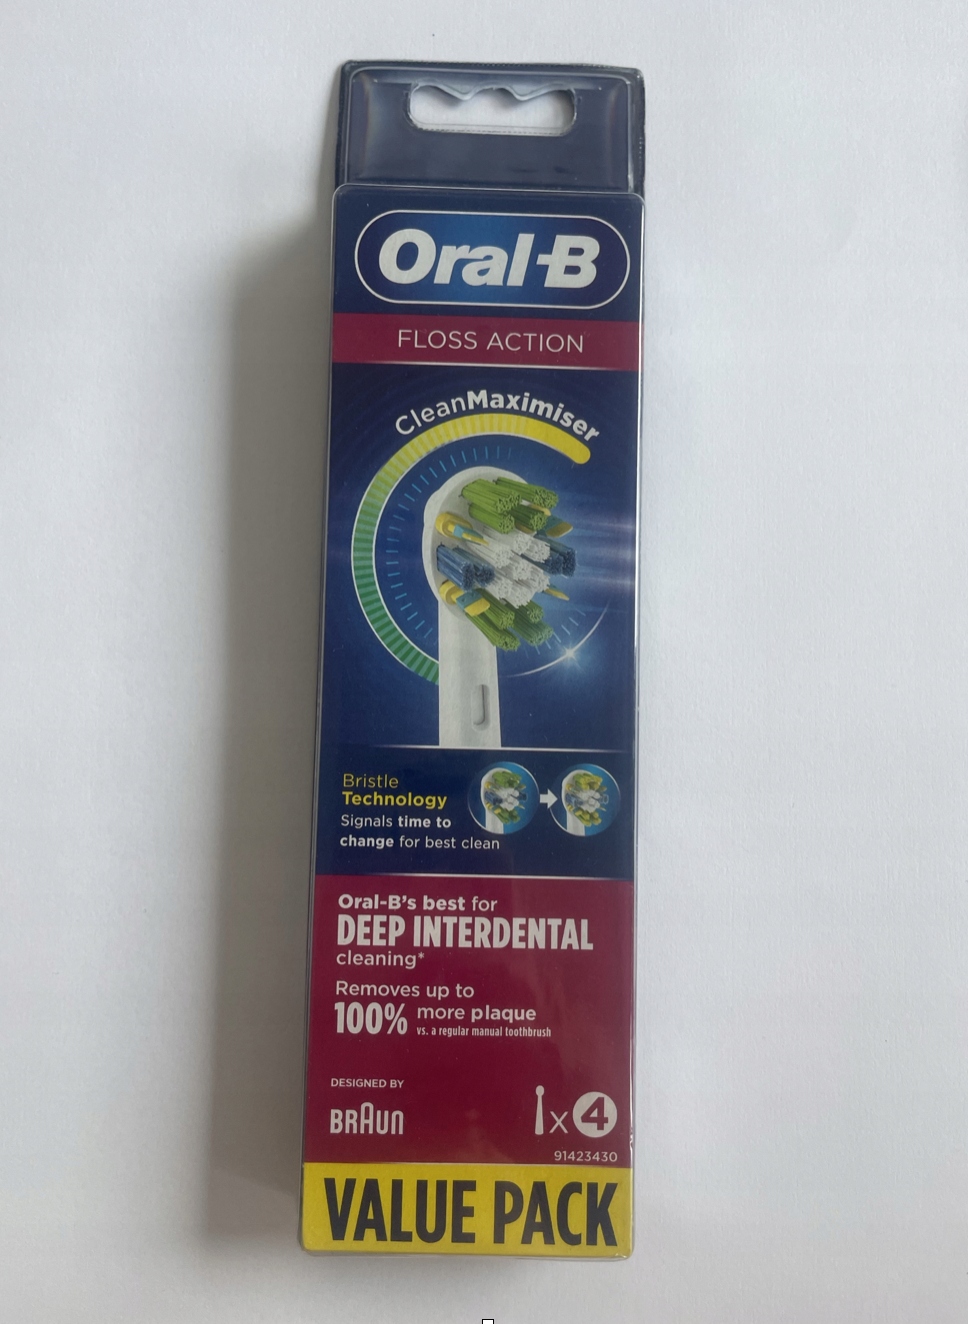 Oral-B
FLOSS ACTION
CleanMaximiser
Bristle
Technology
Signals time to
change for best clean
Oral-B's best for
DEEP INTERDENTAL
cleaning*
Removes up to
100% more plaque
vs. a regular manual toothbrush
DESIGNED BY
BRAUN
x4
91423430
VALUE PACK